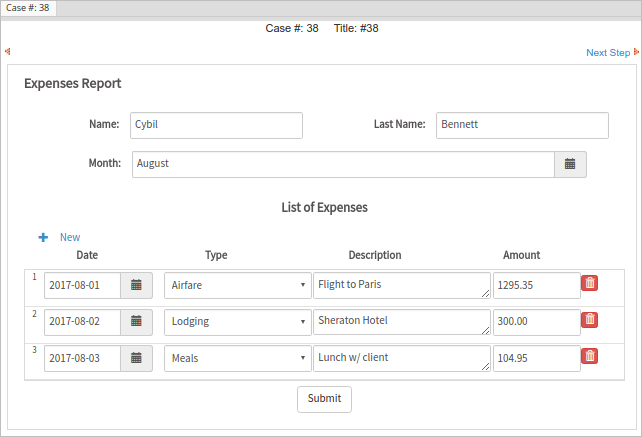 Case #: 38
Case #: 38 Title: #38
Next Step
Expenses Report
Name: Cybil Last Name: Bennett
Month: August
List of Expenses
+ New
Date Type Description Amount
1 2017-08-01 Airfare Flight to Paris 1295.35
2 2017-08-02 Lodging Sheraton Hotel 300.00
3 2017-08-03 Meals Lunch w/ client 104.95
Submit